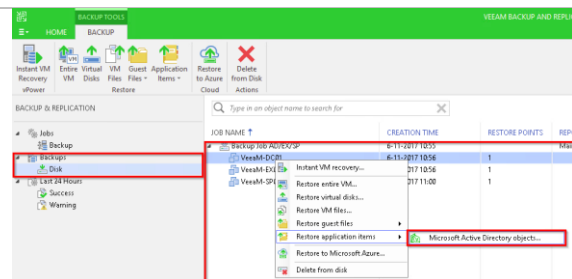 BACKUP TOOLS
VEEAM BACKUP AND REPLI
HOME BACKUP
Instant VM Recovery
Entire VM
Virtual Disks
VM Files
Guest Files
Application Items
Restore to Azure
Delete from Disk
vPower
Restore
Cloud
Actions
BACKUP & REPLICATION
Type in an object name to search for
Jobs
Backup
Backups
Disk
Last 24 Hours
Success
Warning
JOB NAME CREATION TIME RESTORE POINTS REP
Backup Job AD/EX/SP 6-11-2017 10:55
VeeaM-DC01 6-11-2017 10:56 1
VeeaM-EX 2017 10:56 1
VeeaM-SP 2017 11:00 1
Instant VM recovery...
Restore entire VM...
Restore virtual disks...
Restore VM files...
Restore guest files
Restore application items
Microsoft Active Directory objects...
Restore to Microsoft Azure...
Delete from disk